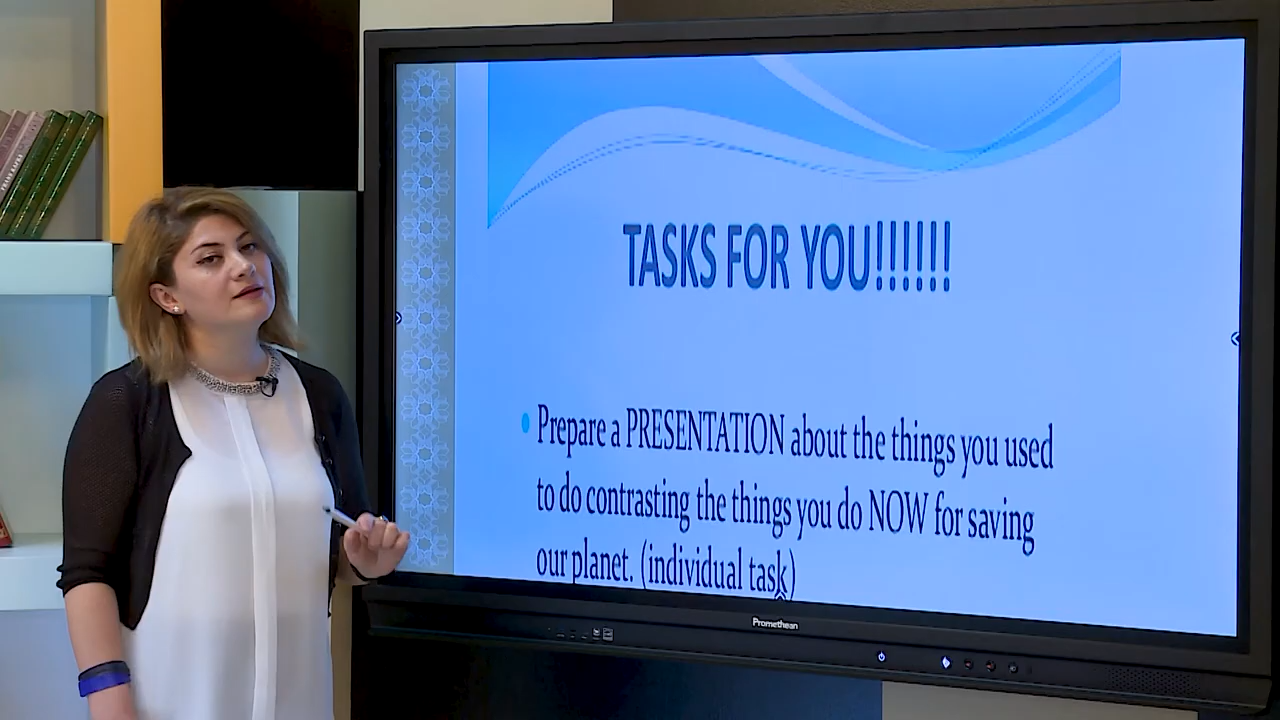 TASKS FOR YOU!!!!!!
Prepare a PRESENTATION about the things you used
to do contrasting the things you do NOW for saving
our planet. (individual task)
Promethean